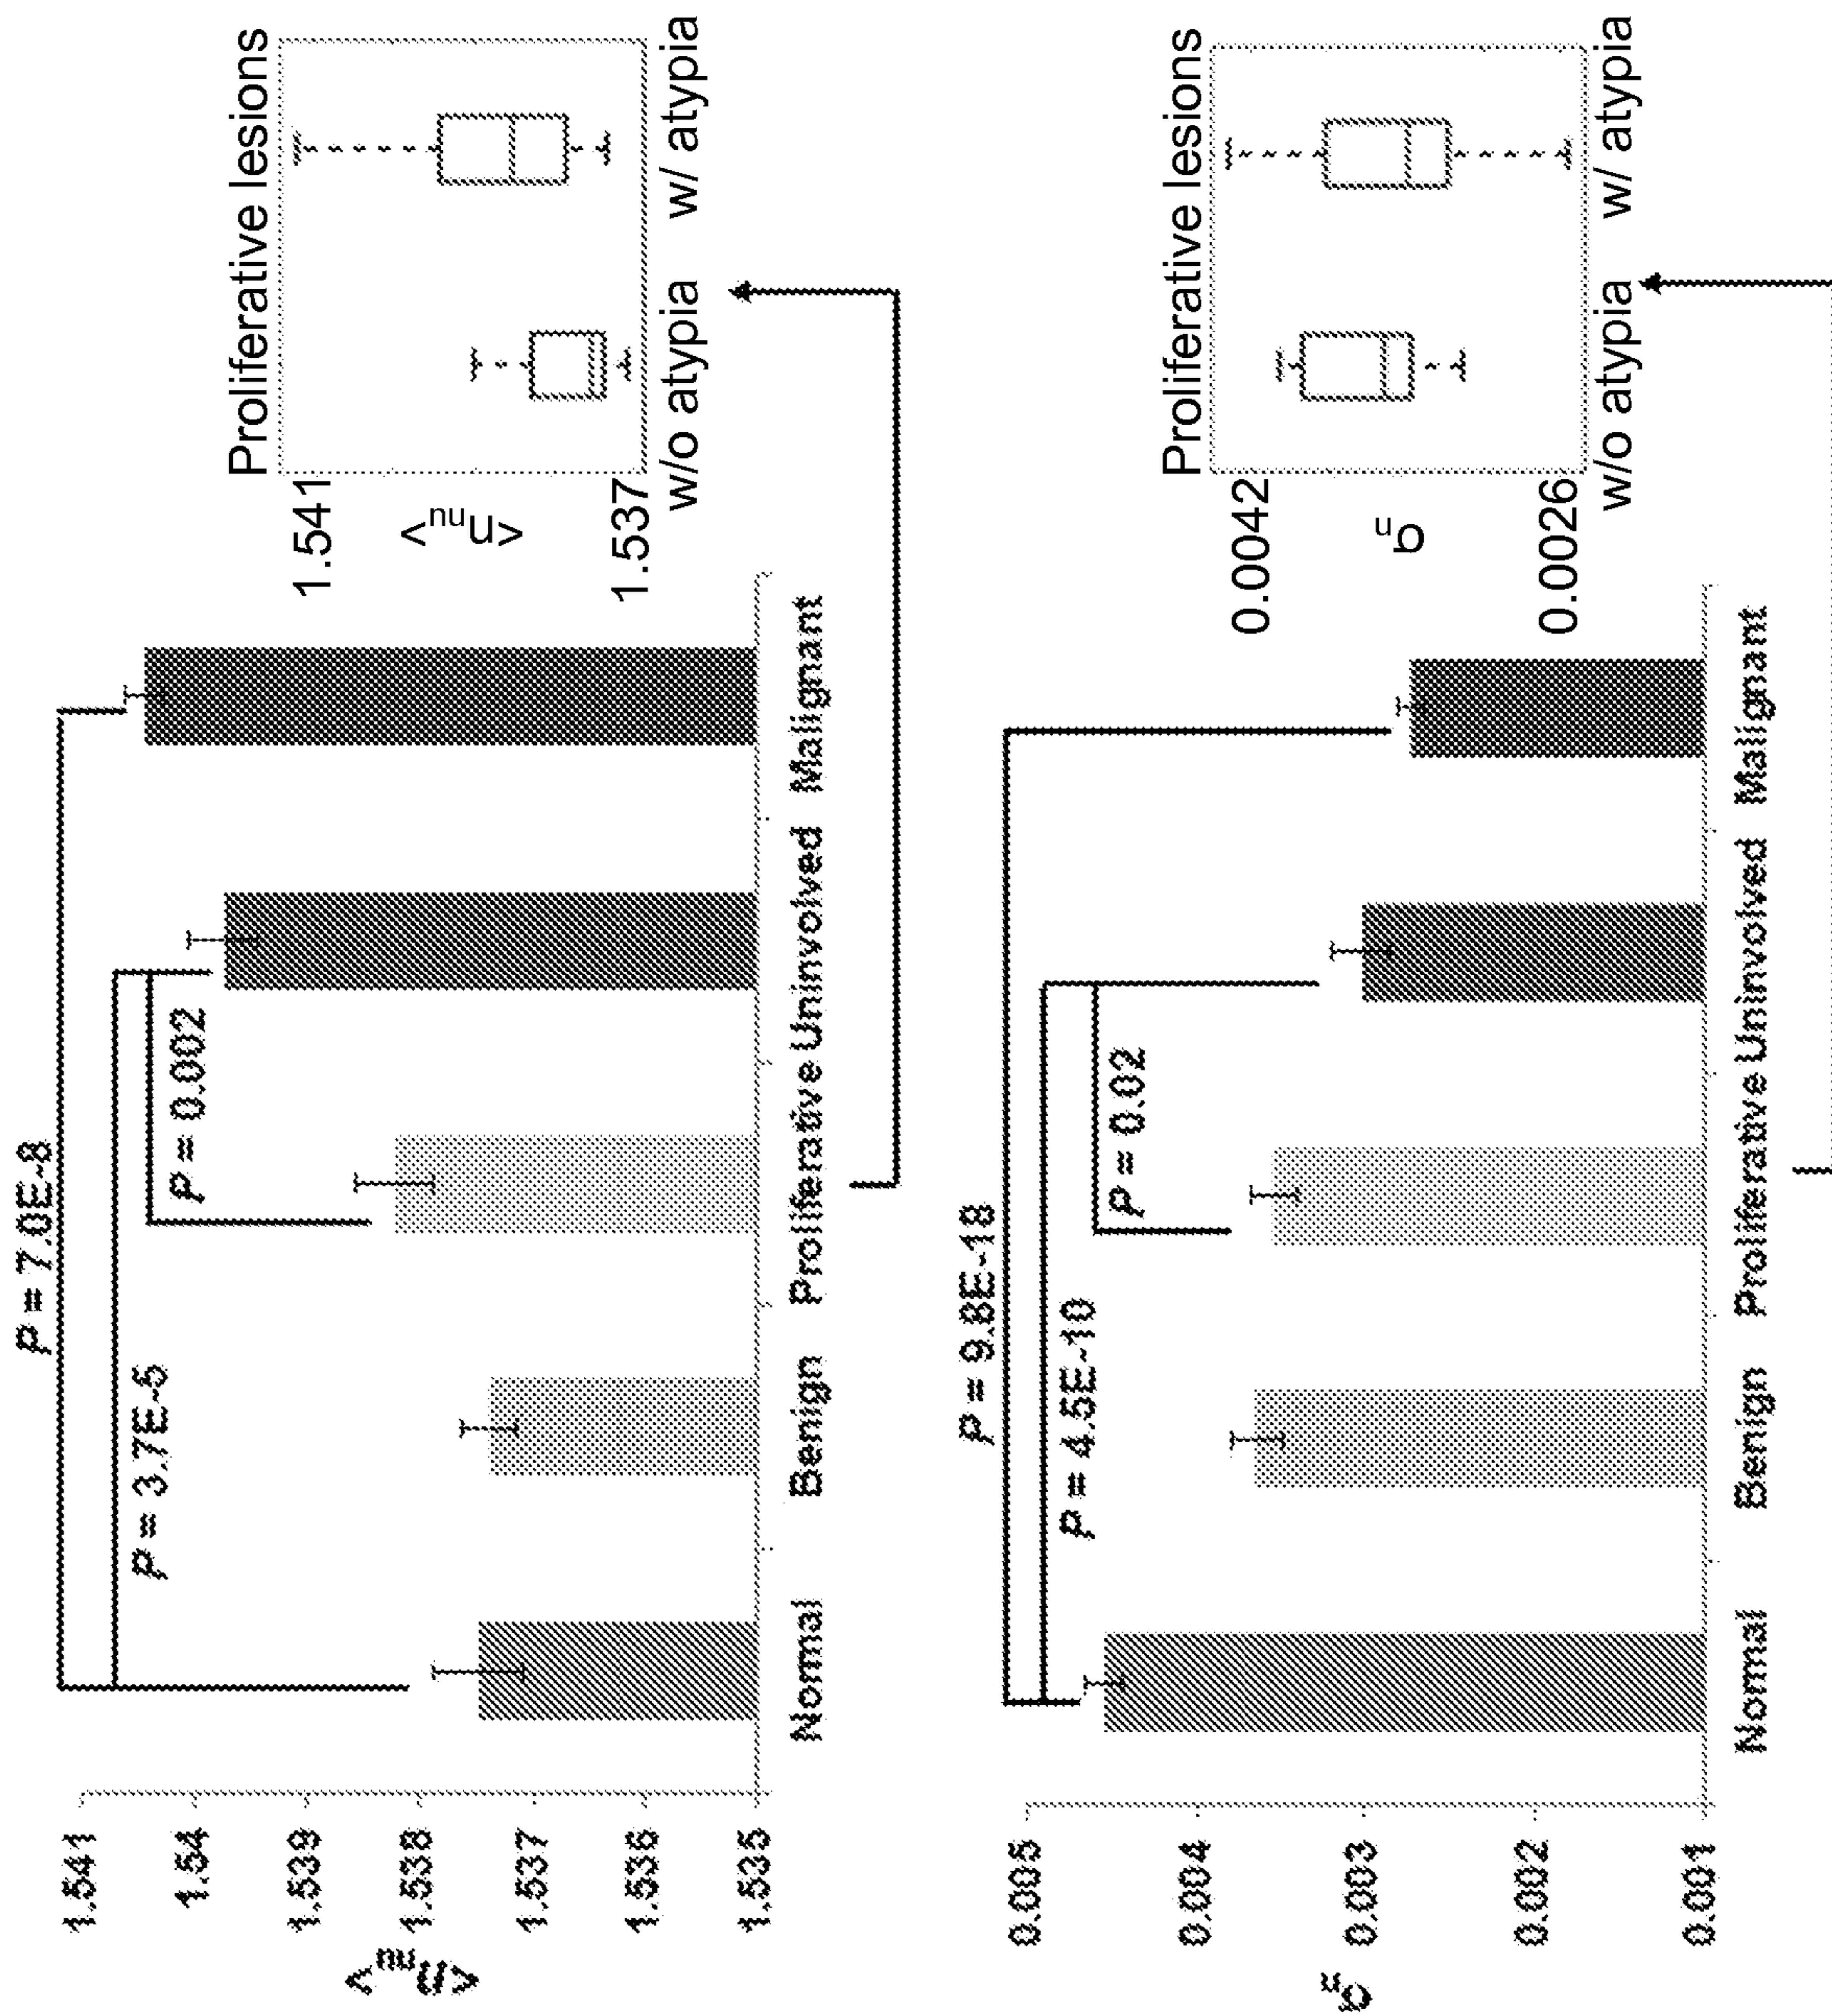 P = 7.0E-8
P = 3.7E-5
P = 0.002
1.541
1.54
1.539
1.538
1.537
1.536
1.535
<n_nu>
Normal Benign Proliferative Uninvolved Malignant
Proliferative lesions
1.541
<n_nu>
1.537
w/o atypia w/ atypia
P = 9.8E-18
P = 4.5E-10
P = 0.02
0.005
0.004
0.003
0.002
0.001
σ_n
Normal Benign Proliferative Uninvolved Malignant
Proliferative lesions
0.0042
σ_n
0.0026
w/o atypia w/ atypia